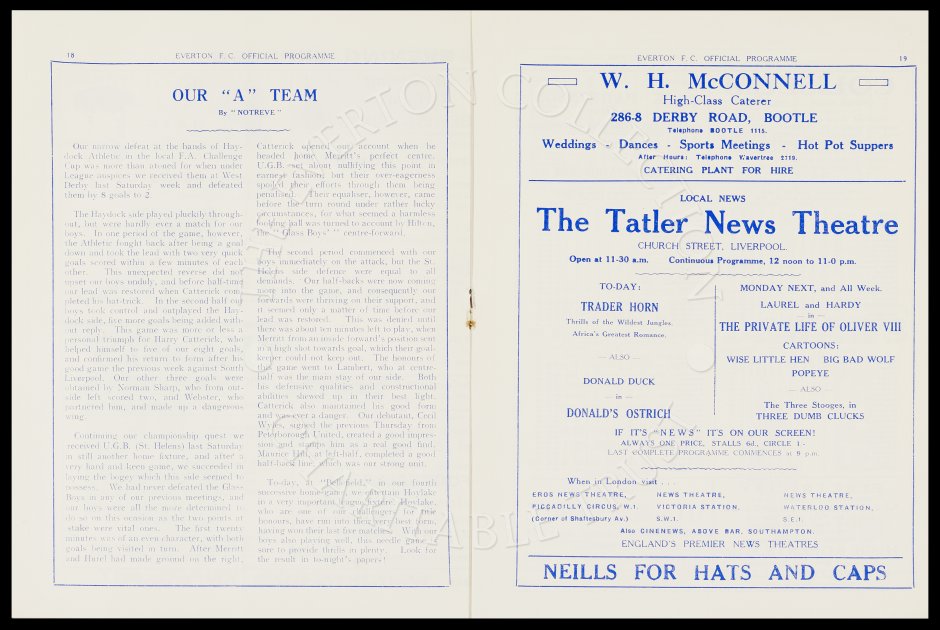 18
EVERTON F.C. OFFICIAL PROGRAMME
OUR "A" TEAM
By "NOTREVE"
Our narrow defeat at the hands of Hay-
dock Athletic in the local F.A. Challenge
Cup was more than atoned for when under
League auspices we received them at West
Derby last Saturday week and defeated
them by 8 goals to 2
The Haydock side played pluckily through-
out, but were hardly ever a match for our
boys. In one period of the game, however,
the Athletic fought back after being a goal
down and took the lead with two very quick
goals scored within a few minutes of each
other. This unexpected reverse did not
upset our boys unduly, and before half-time
our lead was restored when Catterick com-
pleted his hat-trick. In the second half our
boys took control and outplayed the Hay-
dock side, five more goals being added with-
out reply. This game was more or less a
personal triumph for Harry Catterick, who
helped himself to five of our eight goals,
and confirmed his return to form after his
good game the previous week against South
Liverpool. Our other three goals were
obtained by Norman Sharp, who from out-
side left scored two, and Webster, who
partnered him, and made up a dangerous
wing.
Continuing our championship quest we
received U.G.B. (St. Helens) last Saturday
in still another home fixture, and after a
very hard and keen game, we succeeded in
laying the bogey which this side seemed to
possess. We had never defeated the Glass
Boys in any of our previous meetings, and
our boys were all the more determined to
do so on this occasion as the two points at
stake were vital ones. The first twenty
minutes was of an even character, with both
goals being visited in turn. After Merritt
and Hurel had made ground on the right,
Catterick opened our account when he
headed home Merritt's perfect centre.
U.G.B. set about nullifying this point in
earnest fashion, but their over-eagerness
spoiled their efforts through them being
penalised. Their equaliser, however, came
before the turn round under rather lucky
circumstances, for what seemed a harmless
rolling ball was turned to account by Hilton,
the "Glass Boys'" centre-forward.
The second period commenced with our
boys immediately on the attack, but the St.
Helens side defence were equal to all
demands. Our half-backs were now coming
more into the game, and consequently our
forwards were thriving on their support, and
it seemed only a matter of time before our
lead was restored. This was denied until
there was about ten minutes left to play, when
Merritt from an inside forward's position sent
in a high shot towards goal, which their goal-
keeper could not keep out. The honours of
this game went to Lambert, who at centre-
half was the main stay of our side. Both
his defensive qualities and constructional
abilities shewed up in their best light.
Catterick also maintained his good form
and was ever a danger. Our debutant, Cecil
Wyles, signed the previous Thursday from
Peterborough United, created a good impres-
sion and stamps him as a real good find.
Maurice Hill, at left-half, completed a good
half-back line, which was our strong unit.
To-day, at "Bellefield," in our fourth
successive home game, we entertain Hoylake
in a very important league fixture. Hoylake,
who are one of our challengers for the
honours, have run into their very best form,
having won their last five matches. With our
boys also playing well, this needle game is
sure to provide thrills in plenty. Look for
the result in to-night's papers!
EVERTON F.C. OFFICIAL PROGRAMME
19
W. H. McCONNELL
High-Class Caterer
286-8 DERBY ROAD, BOOTLE
Telephone BOOTLE 1115.
Weddings - Dances - Sports Meetings - Hot Pot Suppers
After Hours: Telephone Wavertree 2119.
CATERING PLANT FOR HIRE
LOCAL NEWS
The Tatler News Theatre
CHURCH STREET, LIVERPOOL.
Open at 11-30 a.m. Continuous Programme, 12 noon to 11-0 p.m.
TO-DAY:
TRADER HORN
Thrills of the Wildest Jungles.
Africa's Greatest Romance.
— ALSO —
DONALD DUCK
— in —
DONALD'S OSTRICH
MONDAY NEXT, and All Week.
LAUREL and HARDY
— in —
THE PRIVATE LIFE OF OLIVER VIII
CARTOONS:
WISE LITTLE HEN BIG BAD WOLF
POPEYE
— ALSO —
The Three Stooges, in
THREE DUMB CLUCKS
IF IT'S "NEWS" IT'S ON OUR SCREEN!
ALWAYS ONE PRICE, STALLS 6d., CIRCLE 1/-
LAST COMPLETE PROGRAMME COMMENCES at 9 p.m.
When in London visit . . .
EROS NEWS THEATRE,
PICCADILLY CIRCUS, W.1
(Corner of Shaftesbury Av.)
NEWS THEATRE,
VICTORIA STATION,
S.W.1.
NEWS THEATRE,
WATERLOO STATION,
S.E.1.
Also CINENEWS, ABOVE BAR, SOUTHAMPTON.
ENGLAND'S PREMIER NEWS THEATRES
NEILLS FOR HATS AND CAPS